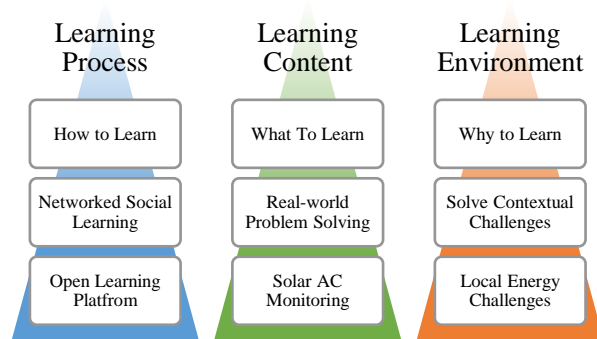 Learning
Process
How to Learn
Networked Social
Learning
Open Learning
Platfrom
Learning
Content
What To Learn
Real-world
Problem Solving
Solar AC
Monitoring
Learning
Environment
Why to Learn
Solve Contextual
Challenges
Local Energy
Challenges